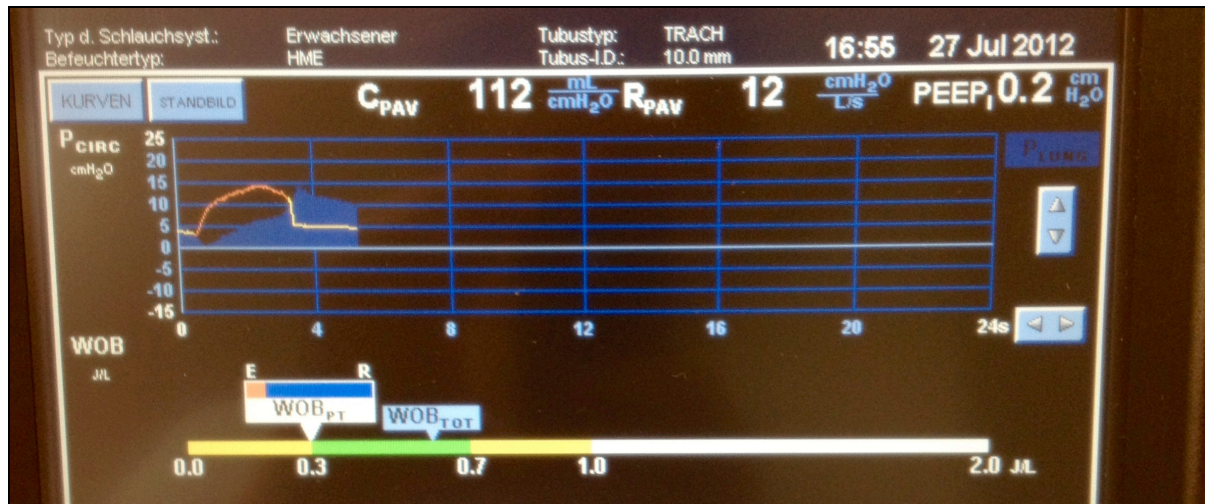 Typ d. Schlauchsyst.: Erwachsener Tubustyp: TRACH
Befeuchtertyp: HME Tubus-I.D.: 10.0 mm 16:55 27 Jul 2012
KURVEN STANDBILD CPAV 112 mL/cmH2O RPAV 12 cmH2O/L/s PEEPI 0.2 cmH2O
PCIRC 25 PLUNG
cmH2O 20
15
10
5
0
-5
-10
-15
0 4 8 12 16 20 24s
WOB
J/L
E R
WOBPT WOBTOT
0.0 0.3 0.7 1.0 2.0 J/L